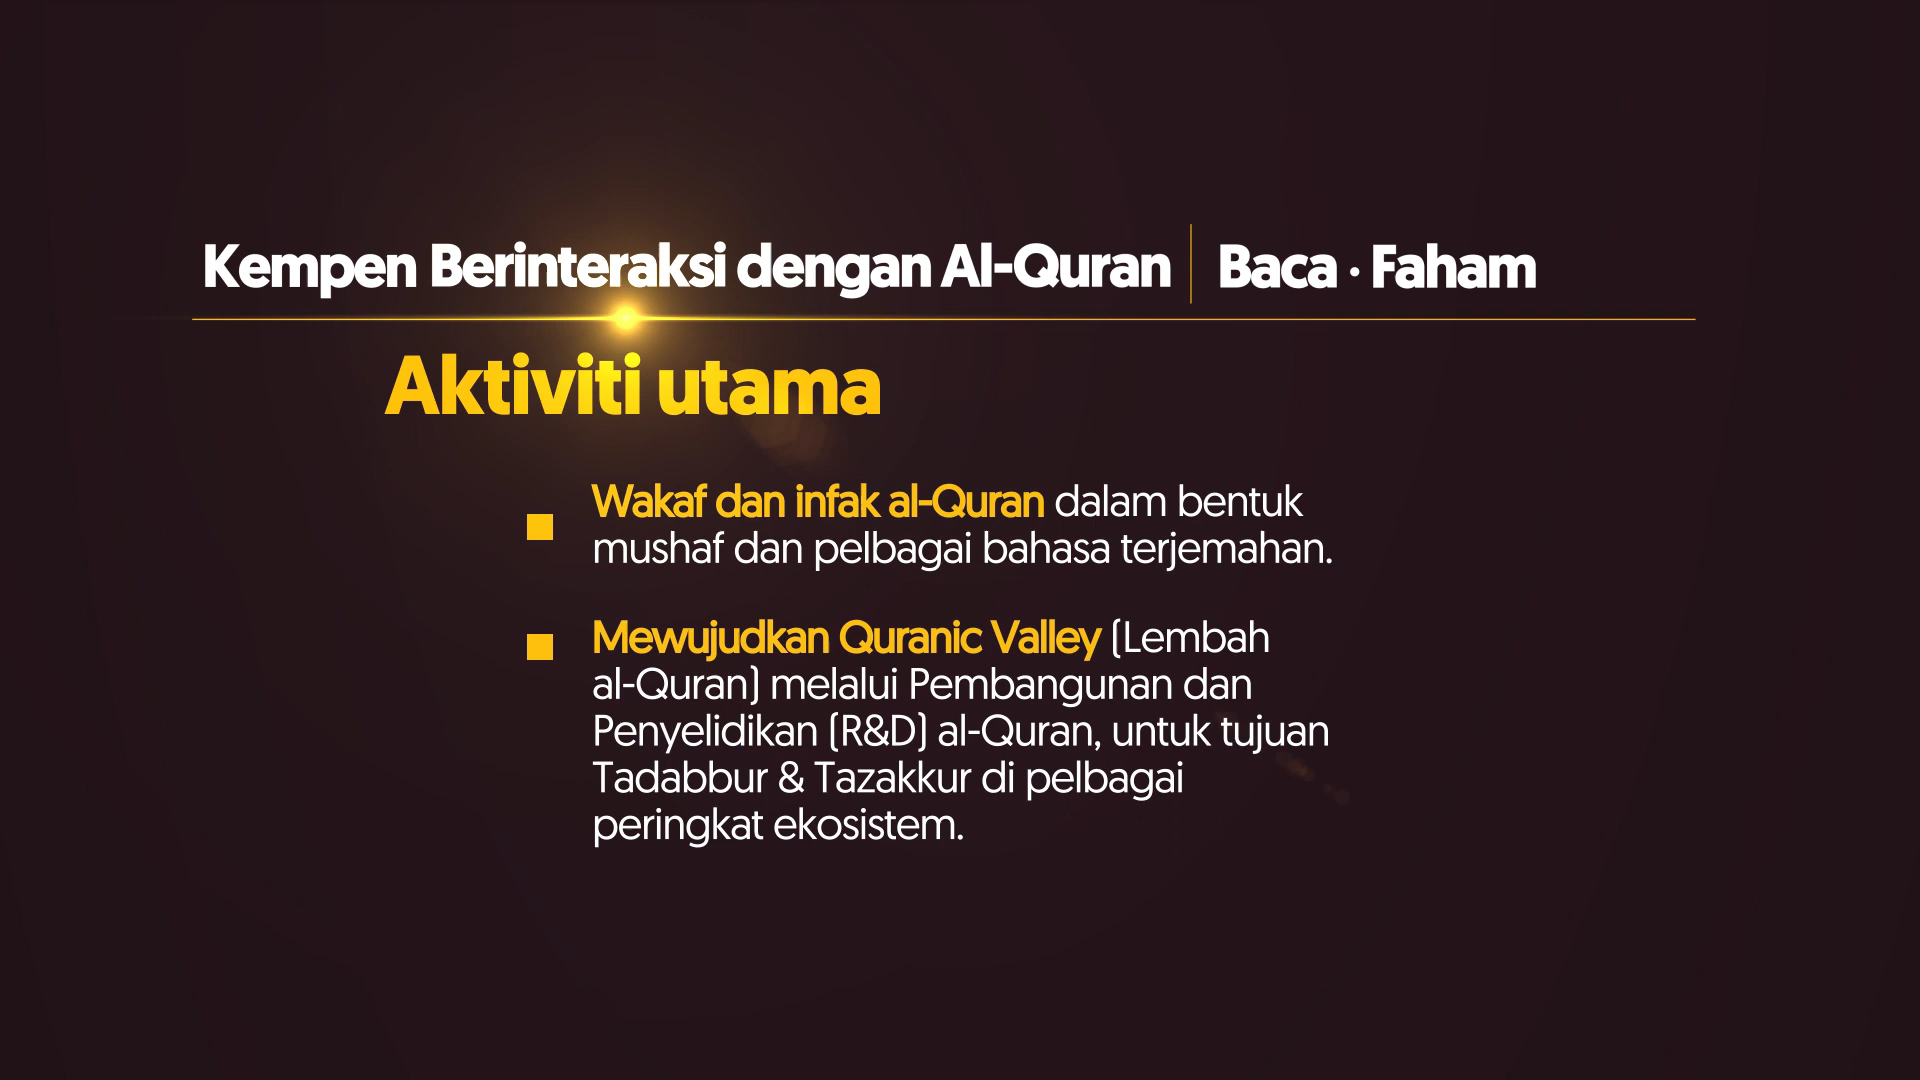 Kempen Berinteraksi dengan Al-Quran | Baca · Faham
Aktiviti utama
Wakaf dan infak al-Quran dalam bentuk
mushaf dan pelbagai bahasa terjemahan.
Mewujudkan Quranic Valley (Lembah
al-Quran) melalui Pembangunan dan
Penyelidikan (R&D) al-Quran, untuk tujuan
Tadabbur & Tazakkur di pelbagai
peringkat ekosistem.